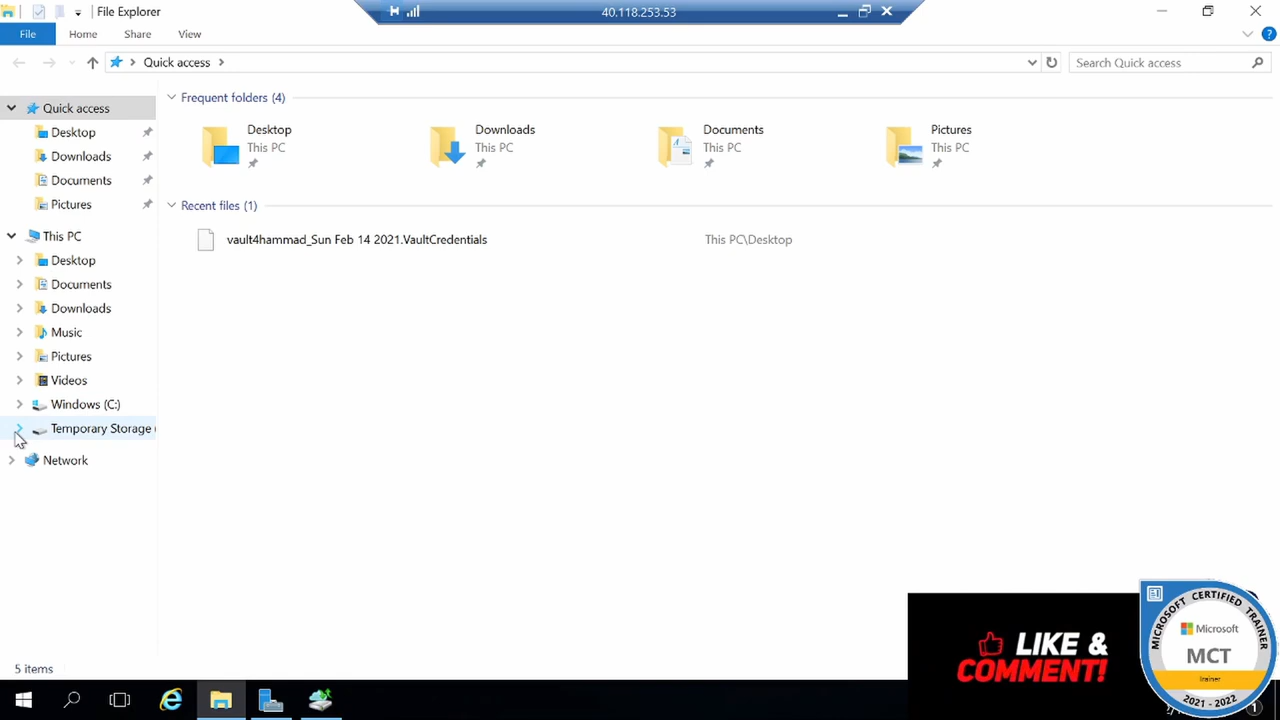 File Explorer
40.118.253.53
File
Home
Share
View
Quick access
Search Quick access
Quick access
Desktop
Downloads
Documents
Pictures
This PC
Desktop
Documents
Downloads
Music
Pictures
Videos
Windows (C:)
Temporary Storage (
Network
Frequent folders (4)
Desktop
This PC
Downloads
This PC
Documents
This PC
Pictures
This PC
Recent files (1)
vault4hammad_Sun Feb 14 2021.VaultCredentials
This PC\Desktop
5 items
LIKE &
COMMENT!
MICROSOFT CERTIFIED TRAINER
Microsoft
MCT
Trainer
2021 - 2022